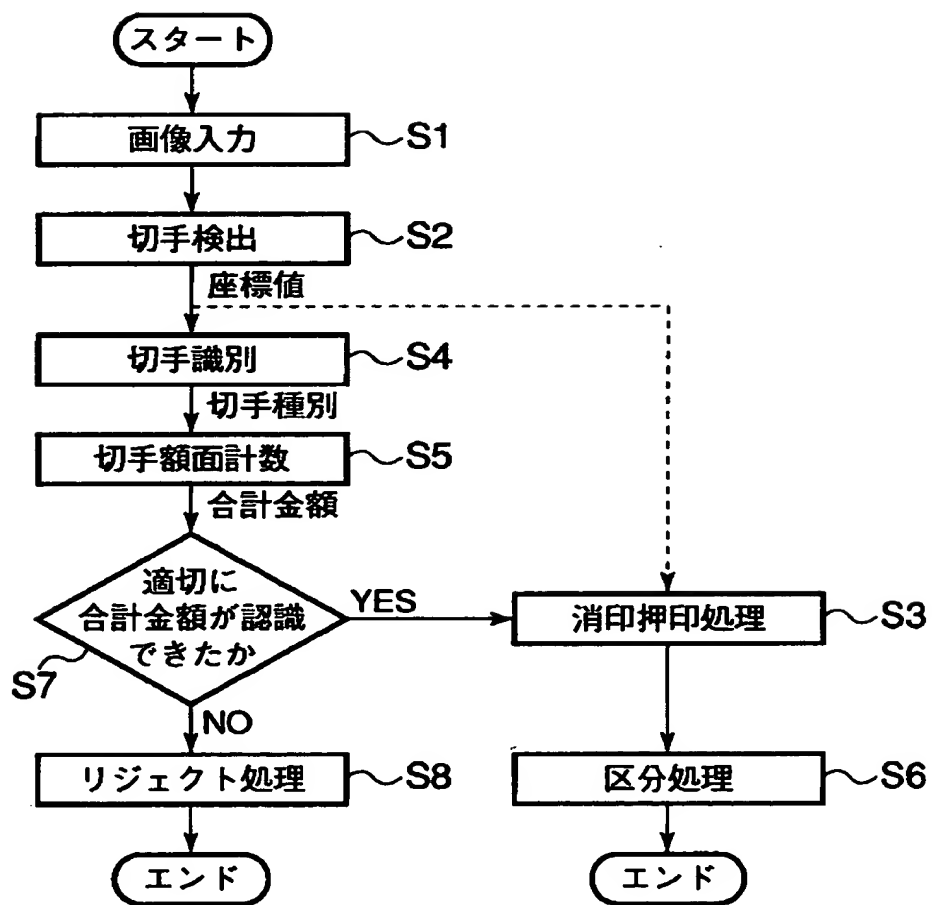 スタート
画像入力
S1
切手検出
S2
座標値
切手識別
S4
切手種別
切手額面計数
S5
合計金額
適切に
合計金額が認識
できたか
S7
YES
消印押印処理
S3
NO
リジェクト処理
S8
区分処理
S6
エンド
エンド